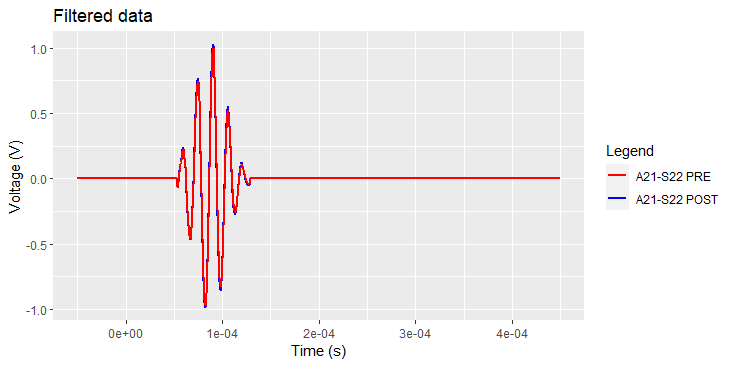 Filtered data
Voltage (V)
1.0
0.5
0.0
-0.5
-1.0
0e+00 1e-04 2e-04 3e-04 4e-04
Time (s)
Legend
A21-S22 PRE
A21-S22 POST